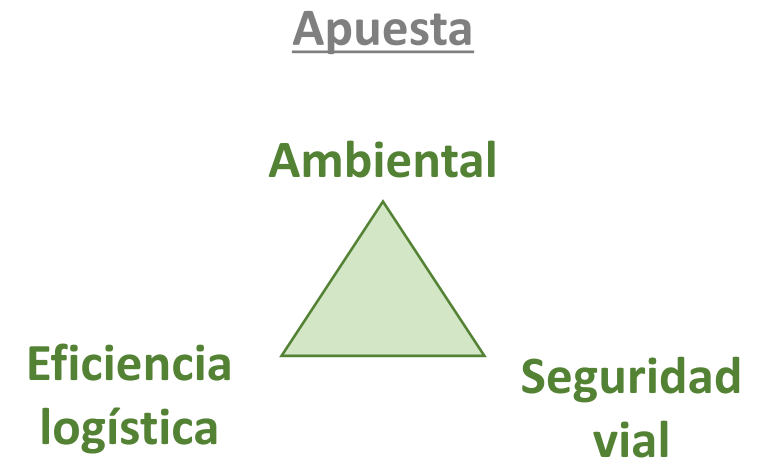 Apuesta
Ambiental
Eficiencia
logística
Seguridad
vial